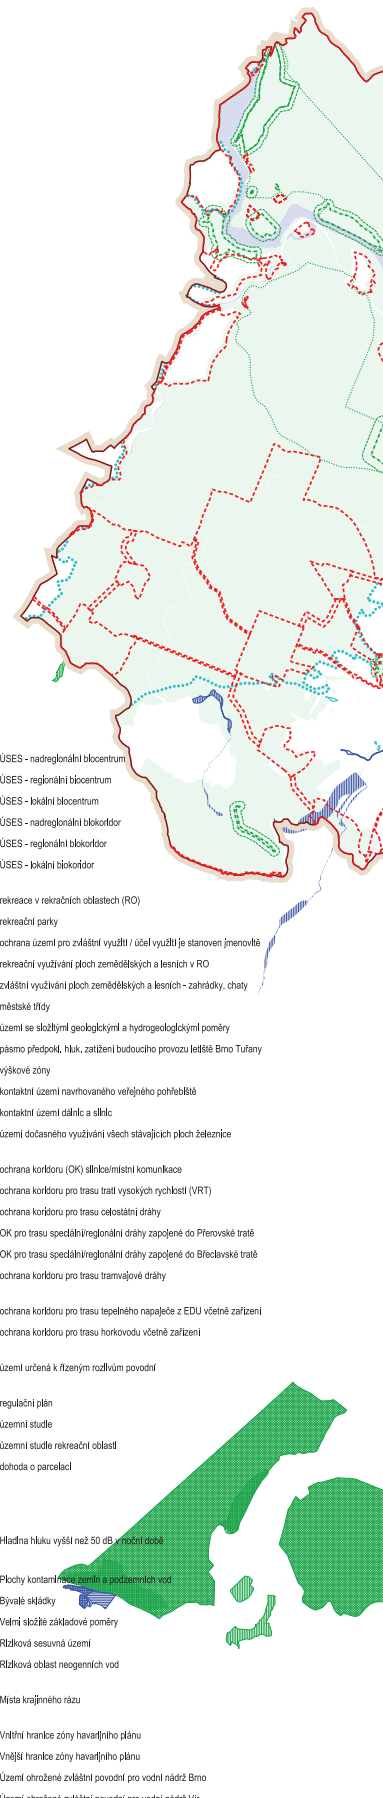 ÚSES - nadregionální biocentrum
ÚSES - regionální biocentrum
ÚSES - lokální biocentrum
ÚSES - nadregionální biokoridor
ÚSES - regionální biokoridor
ÚSES - lokální biokoridor
rekreace v rekračních oblastech (RO)
rekreační parky
ochrana území pro zvláštní využití / účel využití je stanoven jmenovitě
rekreační využívání ploch zemědělských a lesních v RO
zvláštní využívání ploch zemědělských a lesních - zahrádky, chaty
městské třídy
území se složitými geologickými a hydrogeologickými poměry
pásmo předpokl. hluk. zatížení budoucího provozu letiště Brno Tuřany
výškové zóny
kontaktní území navrhovaného veřejného pohřebiště
kontaktní území dálnic a silnic
území dočasného využívání všech stávajících ploch železnice
ochrana koridoru (OK) silnice/místní komunikace
ochrana koridoru pro trasu tratí vysokých rychlostí (VRT)
ochrana koridoru pro trasu celostátní dráhy
OK pro trasu speciální/regionální dráhy zapojené do Přerovské tratě
OK pro trasu speciální/regionální dráhy zapojené do Břeclavské tratě
ochrana koridoru pro trasu tramvajové dráhy
ochrana koridoru pro trasu tepelného napaječe z EDU včetně zařízení
ochrana koridoru pro trasu horkovodu včetně zařízení
území určená k řízeným rozlivům povodní
regulační plán
územní studie
územní studie rekreační oblasti
dohoda o parcelaci
Hladina hluku vyšší než 50 dB v noční době
Plochy kontaminace zemin a podzemních vod
Bývalé skládky
Velmi složité základové poměry
Riziková sesuvná území
Riziková oblast neogenních vod
Místa krajinného rázu
Vnitřní hranice zóny havarijního plánu
Vnější hranice zóny havarijního plánu
Území ohrožené zvláštní povodní pro vodní nádrž Brno
Území ohrožené zvláštní povodní pro vodní nádrž Vír